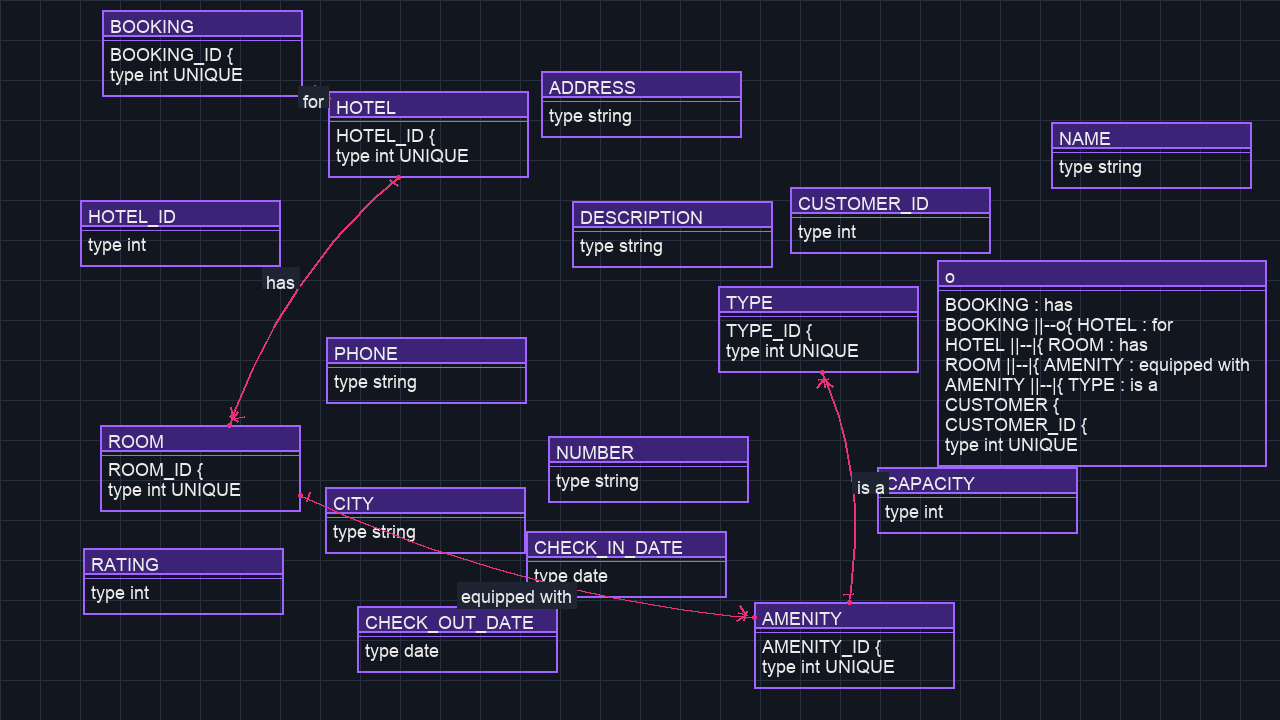 BOOKING
BOOKING_ID {
type int UNIQUE
for
HOTEL
HOTEL_ID {
type int UNIQUE
ADDRESS
type string
NAME
type string
HOTEL_ID
type int
has
DESCRIPTION
type string
CUSTOMER_ID
type int
o
BOOKING : has
BOOKING ||--o{ HOTEL : for
HOTEL ||--|{ ROOM : has
ROOM ||--|{ AMENITY : equipped with
AMENITY ||--|{ TYPE : is a
CUSTOMER {
CUSTOMER_ID {
type int UNIQUE
TYPE
TYPE_ID {
type int UNIQUE
PHONE
type string
ROOM
ROOM_ID {
type int UNIQUE
NUMBER
type string
is a
CAPACITY
type int
CITY
type string
CHECK_IN_DATE
type date
RATING
type int
equipped with
CHECK_OUT_DATE
type date
AMENITY
AMENITY_ID {
type int UNIQUE